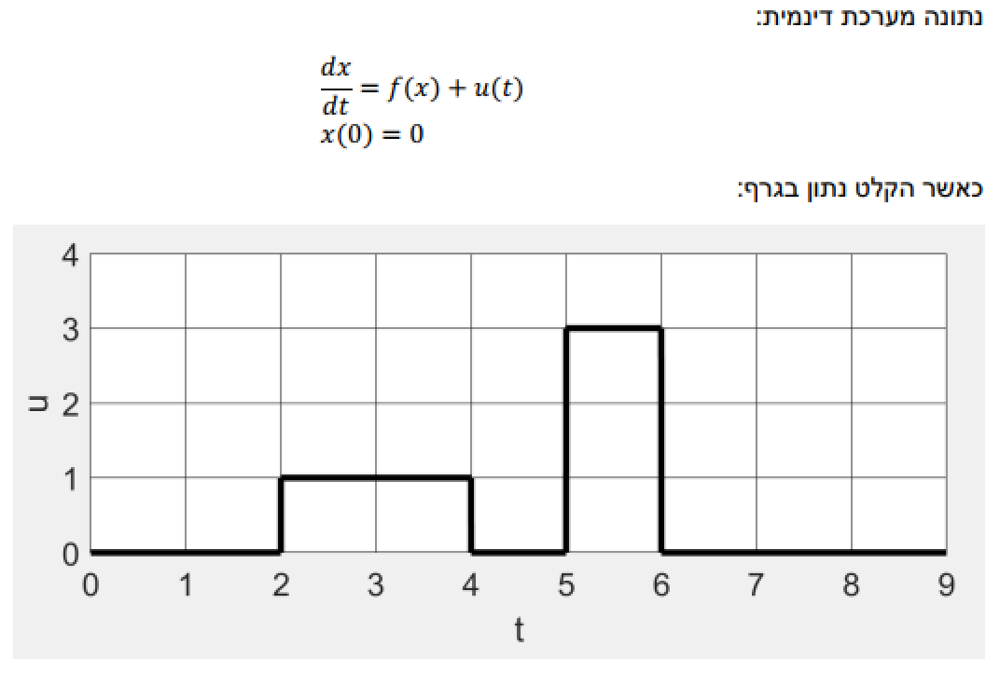 נתונה מערכת דינמית:
dx/dt = f(x) + u(t)
x(0) = 0
כאשר הקלט נתון בגרף:
4
3
2
1
0
u
0 1 2 3 4 5 6 7 8 9
t